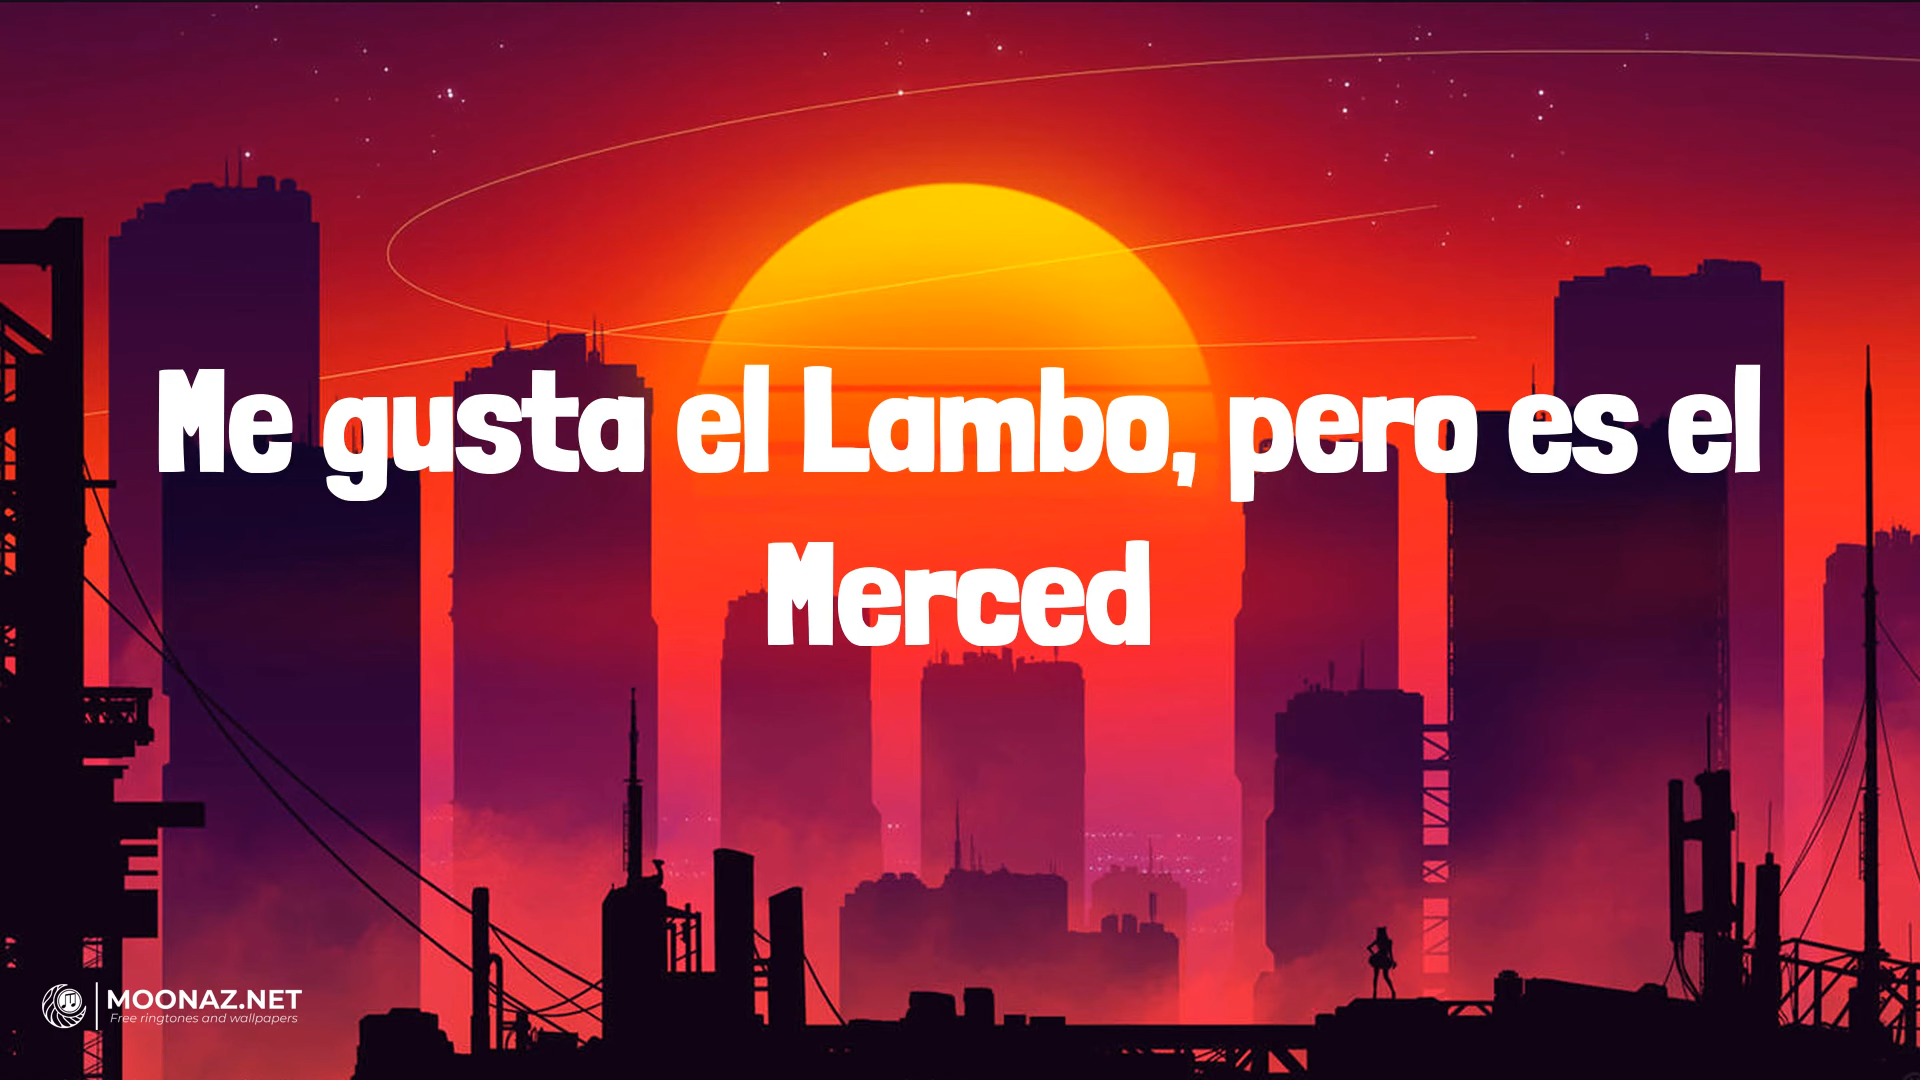 Me gusta el Lambo, pero es el
Merced
MOONAZ.NET
Free ringtones and wallpapers